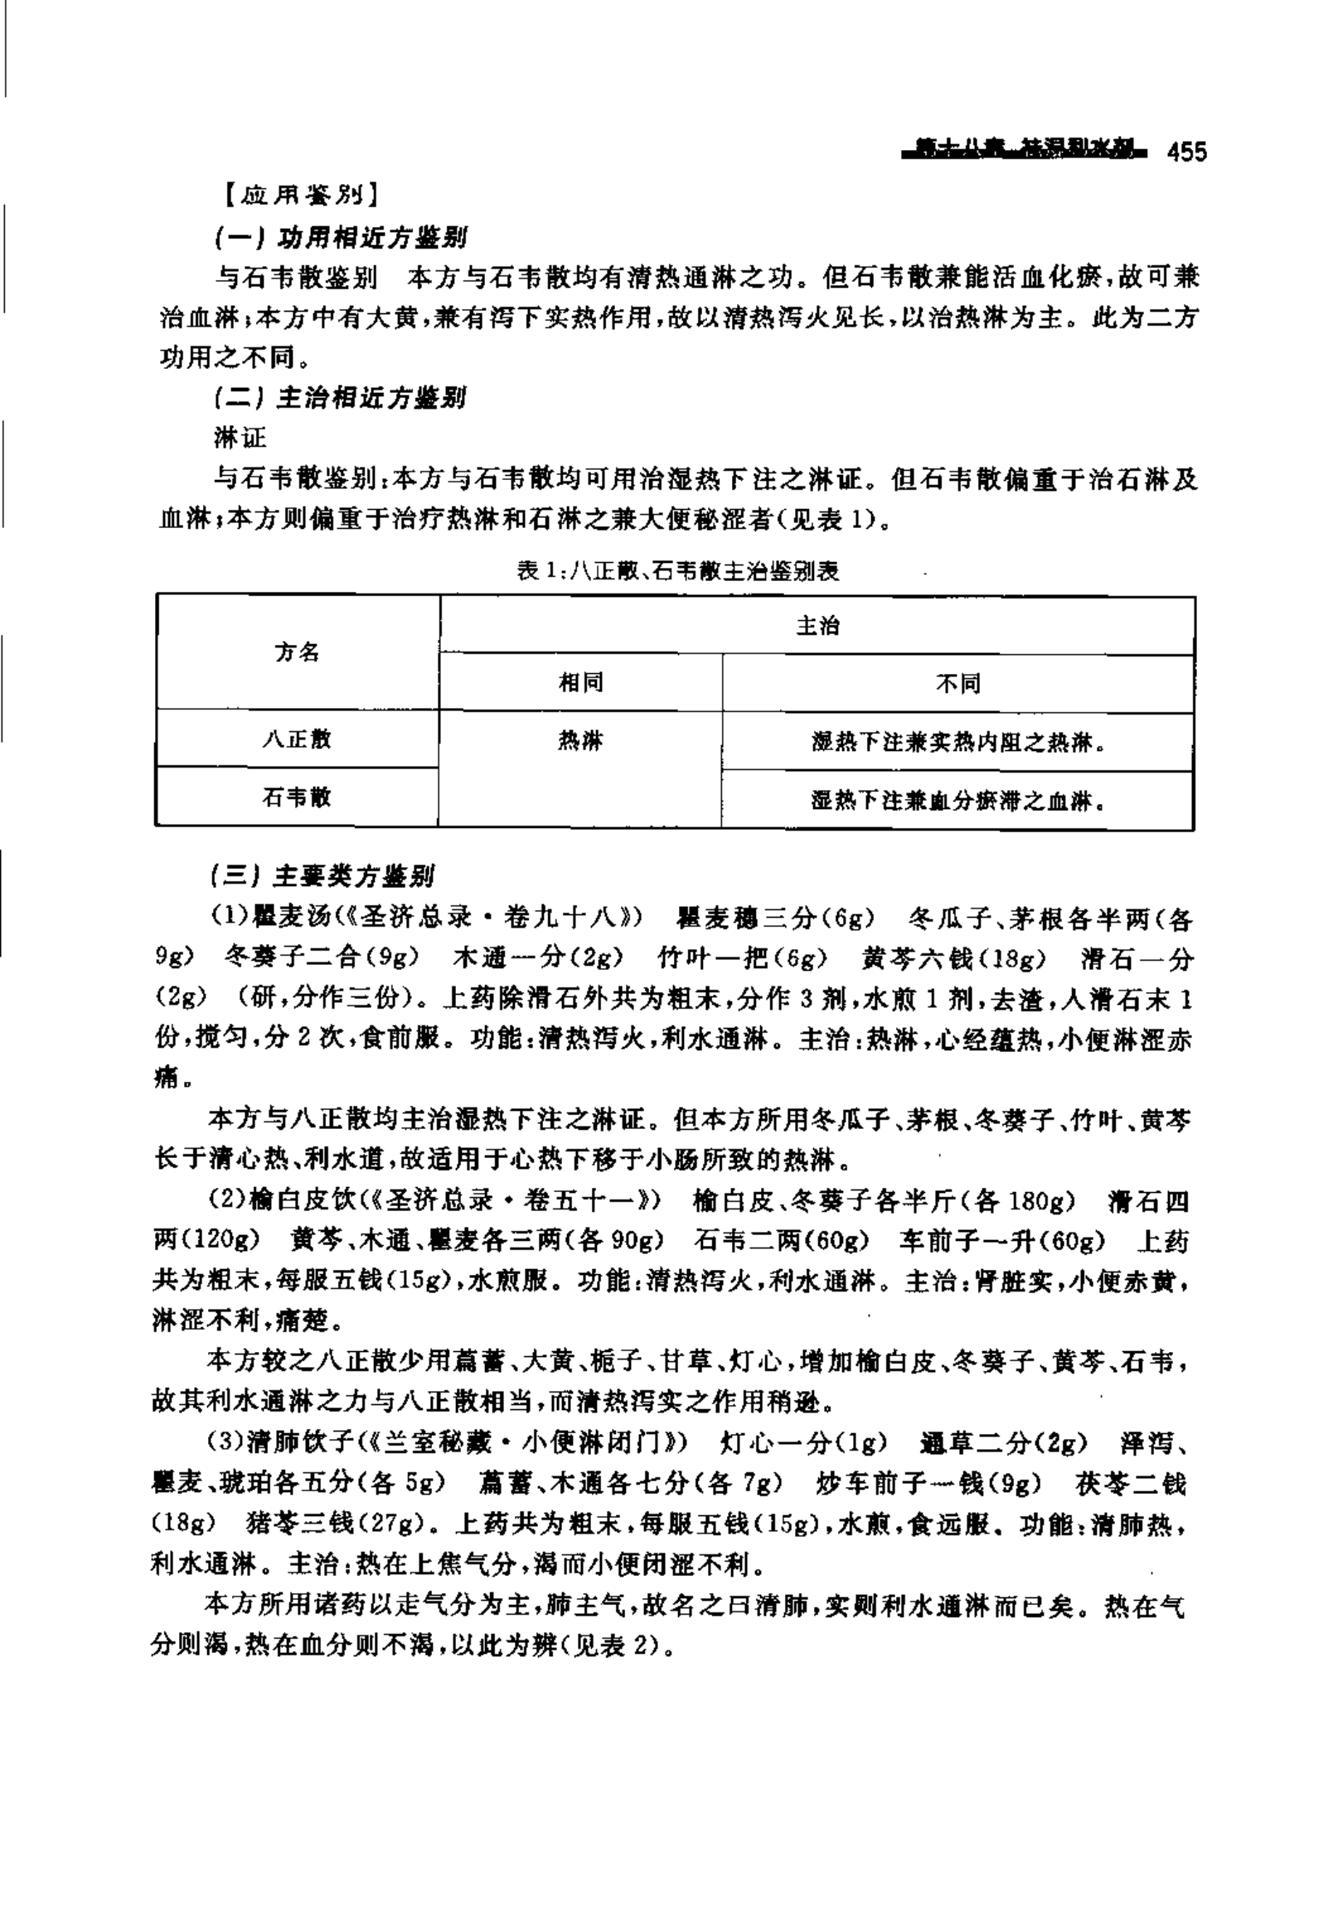 第十八章 祛湿利水剂 455
【应用鉴别】
(一)功用相近方鉴别
与石韦散鉴别 本方与石韦散均有清热通淋之功。但石韦散兼能活血化瘀,故可兼
治血淋;本方中有大黄,兼有泻下实热作用,故以清热泻火见长,以治热淋为主。此为二方
功用之不同。
(二)主治相近方鉴别
淋证
与石韦散鉴别:本方与石韦散均可用治湿热下注之淋证。但石韦散偏重于治石淋及
血淋;本方则偏重于治疗热淋和石淋之兼大便秘涩者(见表 1)。
表 1:八正散、石韦散主治鉴别表
方名
主治
相同
不同
八正散
热淋
湿热下注兼实热内阻之热淋。
石韦散
湿热下注兼血分瘀滞之血淋。
(三)主要类方鉴别
(1)瞿麦汤(《圣济总录·卷九十八》) 瞿麦穗三分(6g) 冬瓜子、茅根各半两(各
9g) 冬葵子二合(9g) 木通一分(2g) 竹叶一把(6g) 黄芩六钱(18g) 滑石一分
(2g) (研,分作三份)。上药除滑石外共为粗末,分作 3 剂,水煎 1 剂,去渣,人滑石末 1
份,搅匀,分 2 次,食前服。功能:清热泻火,利水通淋。主治:热淋,心经蕴热,小便淋涩赤
痛。
本方与八正散均主治湿热下注之淋证。但本方所用冬瓜子、茅根、冬葵子、竹叶、黄芩
长于清心热、利水道,故适用于心热下移于小肠所致的热淋。
(2)榆白皮饮(《圣济总录·卷五十一》) 榆白皮、冬葵子各半斤(各 180g) 滑石四
两(120g) 黄芩、木通、瞿麦各三两(各 90g) 石韦二两(60g) 车前子一升(60g) 上药
共为粗末,每服五钱(15g),水煎服。功能:清热泻火,利水通淋。主治:肾脏实,小便赤黄,
淋涩不利,痛楚。
本方较之八正散少用萹蓄、大黄、栀子、甘草、灯心,增加榆白皮、冬葵子、黄芩、石韦,
故其利水通淋之力与八正散相当,而清热泻实之作用稍逊。
(3)清肺饮子(《兰室秘藏·小便淋闭门》) 灯心一分(1g) 通草二分(2g) 泽泻、
瞿麦、琥珀各五分(各 5g) 萹蓄、木通各七分(各 7g) 炒车前子一钱(9g) 茯苓二钱
(18g) 猪苓三钱(27g)。上药共为粗末,每服五钱(15g),水煎,食远服。功能:清肺热,
利水通淋。主治:热在上焦气分,渴而小便闭涩不利。
本方所用诸药以走气分为主,肺主气,故名之曰清肺,实则利水通淋而已矣。热在气
分则渴,热在血分则不渴,以此为辨(见表 2)。